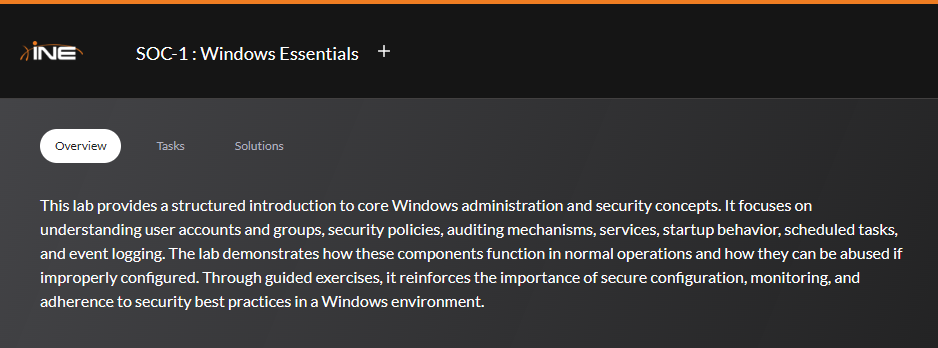 INE
SOC-1 : Windows Essentials +
Overview
Tasks
Solutions
This lab provides a structured introduction to core Windows administration and security concepts. It focuses on
understanding user accounts and groups, security policies, auditing mechanisms, services, startup behavior, scheduled tasks,
and event logging. The lab demonstrates how these components function in normal operations and how they can be abused if
improperly configured. Through guided exercises, it reinforces the importance of secure configuration, monitoring, and
adherence to security best practices in a Windows environment.